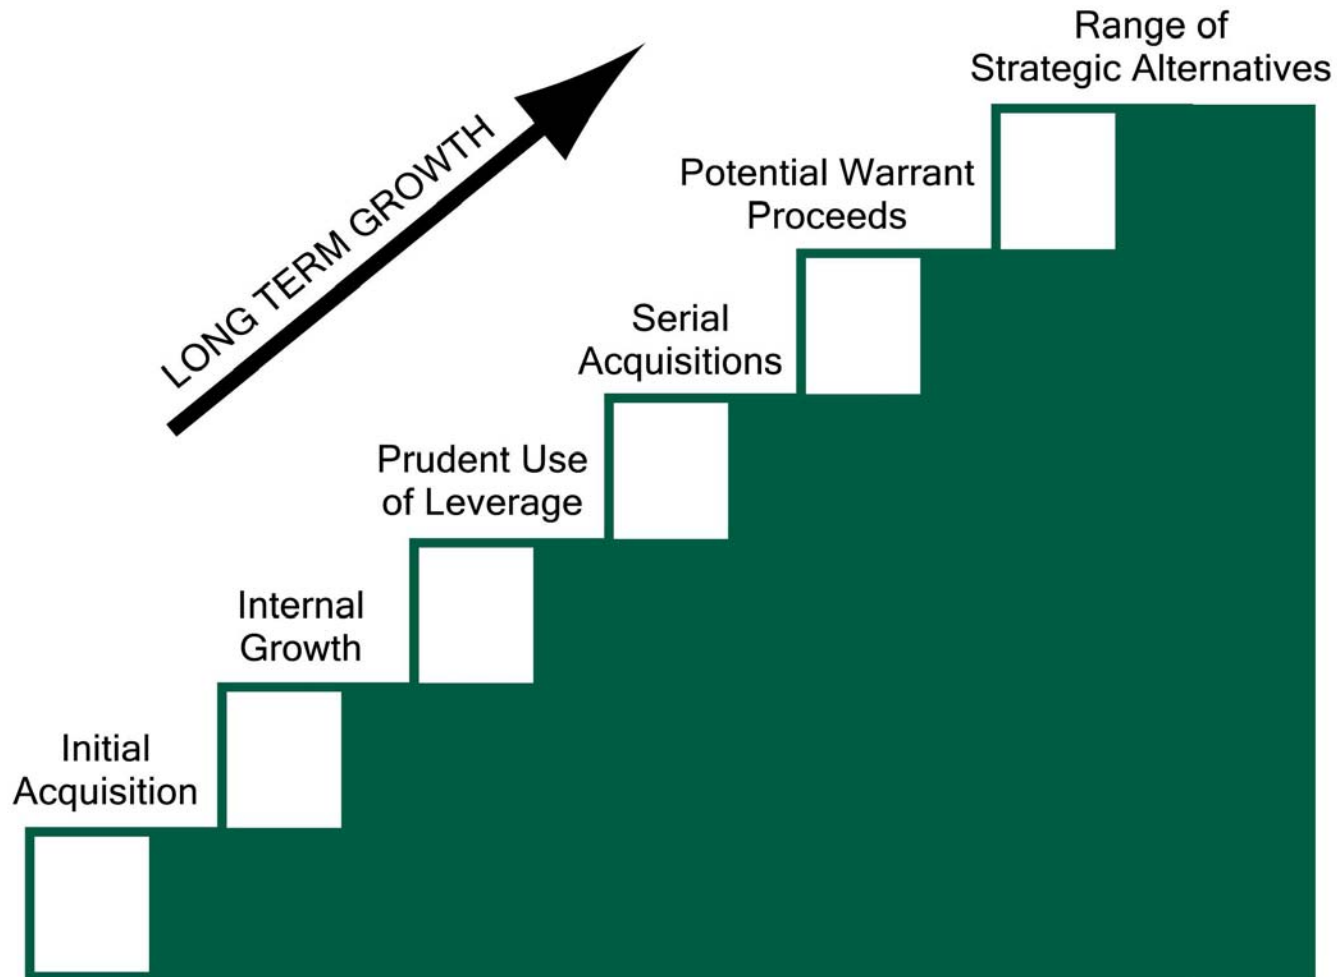 Range of
Strategic Alternatives
LONG TERM GROWTH
Potential Warrant
Proceeds
Serial
Acquisitions
Prudent Use
of Leverage
Internal
Growth
Initial
Acquisition